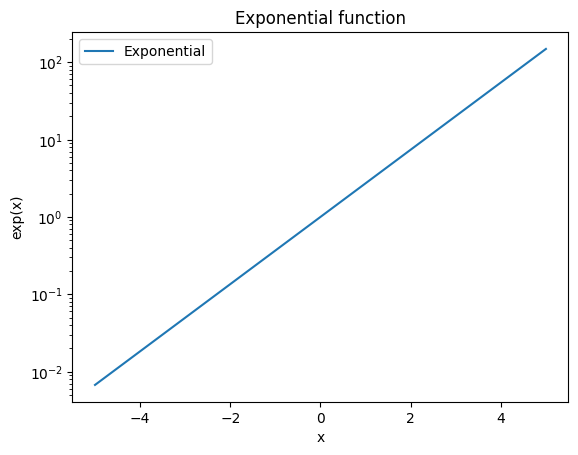 Exponential function
Exponential
10²
10¹
10⁰
10⁻¹
10⁻²
exp(x)
−4 −2 0 2 4
x